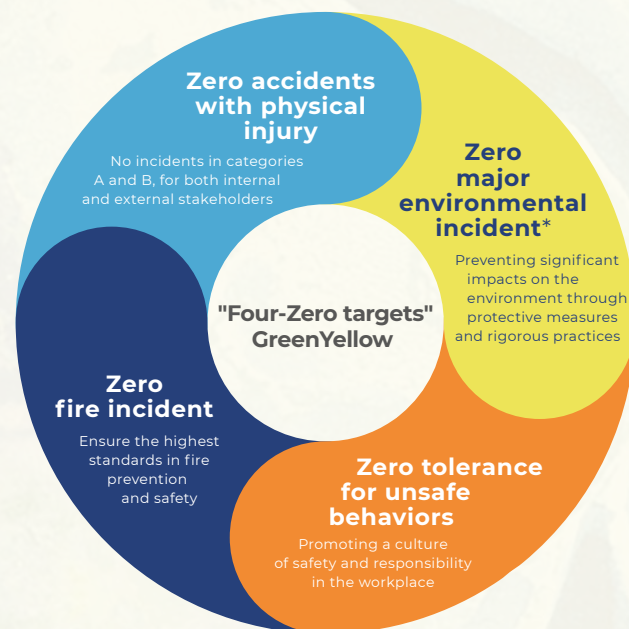 Zero accidents
with physical
injury
No incidents in categories
A and B, for both internal
and external stakeholders
Zero
major
environmental
incident*
Preventing significant
impacts on the
environment through
protective measures
and rigorous practices
"Four-Zero targets"
GreenYellow
Zero
fire incident
Ensure the highest
standards in fire
prevention
and safety
Zero tolerance
for unsafe
behaviors
Promoting a culture
of safety and responsibility
in the workplace